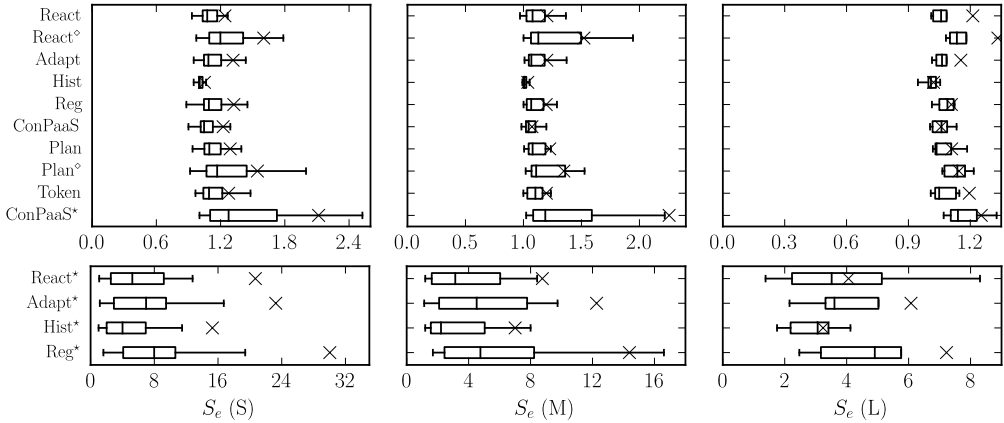 React
React◇
Adapt
Hist
Reg
ConPaaS
Plan
Plan◇
Token
ConPaaS⋆
0.0 0.6 1.2 1.8 2.4
0.0 0.5 1.0 1.5 2.0
0.0 0.3 0.6 0.9 1.2
React⋆
Adapt⋆
Hist⋆
Reg⋆
0 8 16 24 32
0 4 8 12 16
0 2 4 6 8
Se (S)
Se (M)
Se (L)